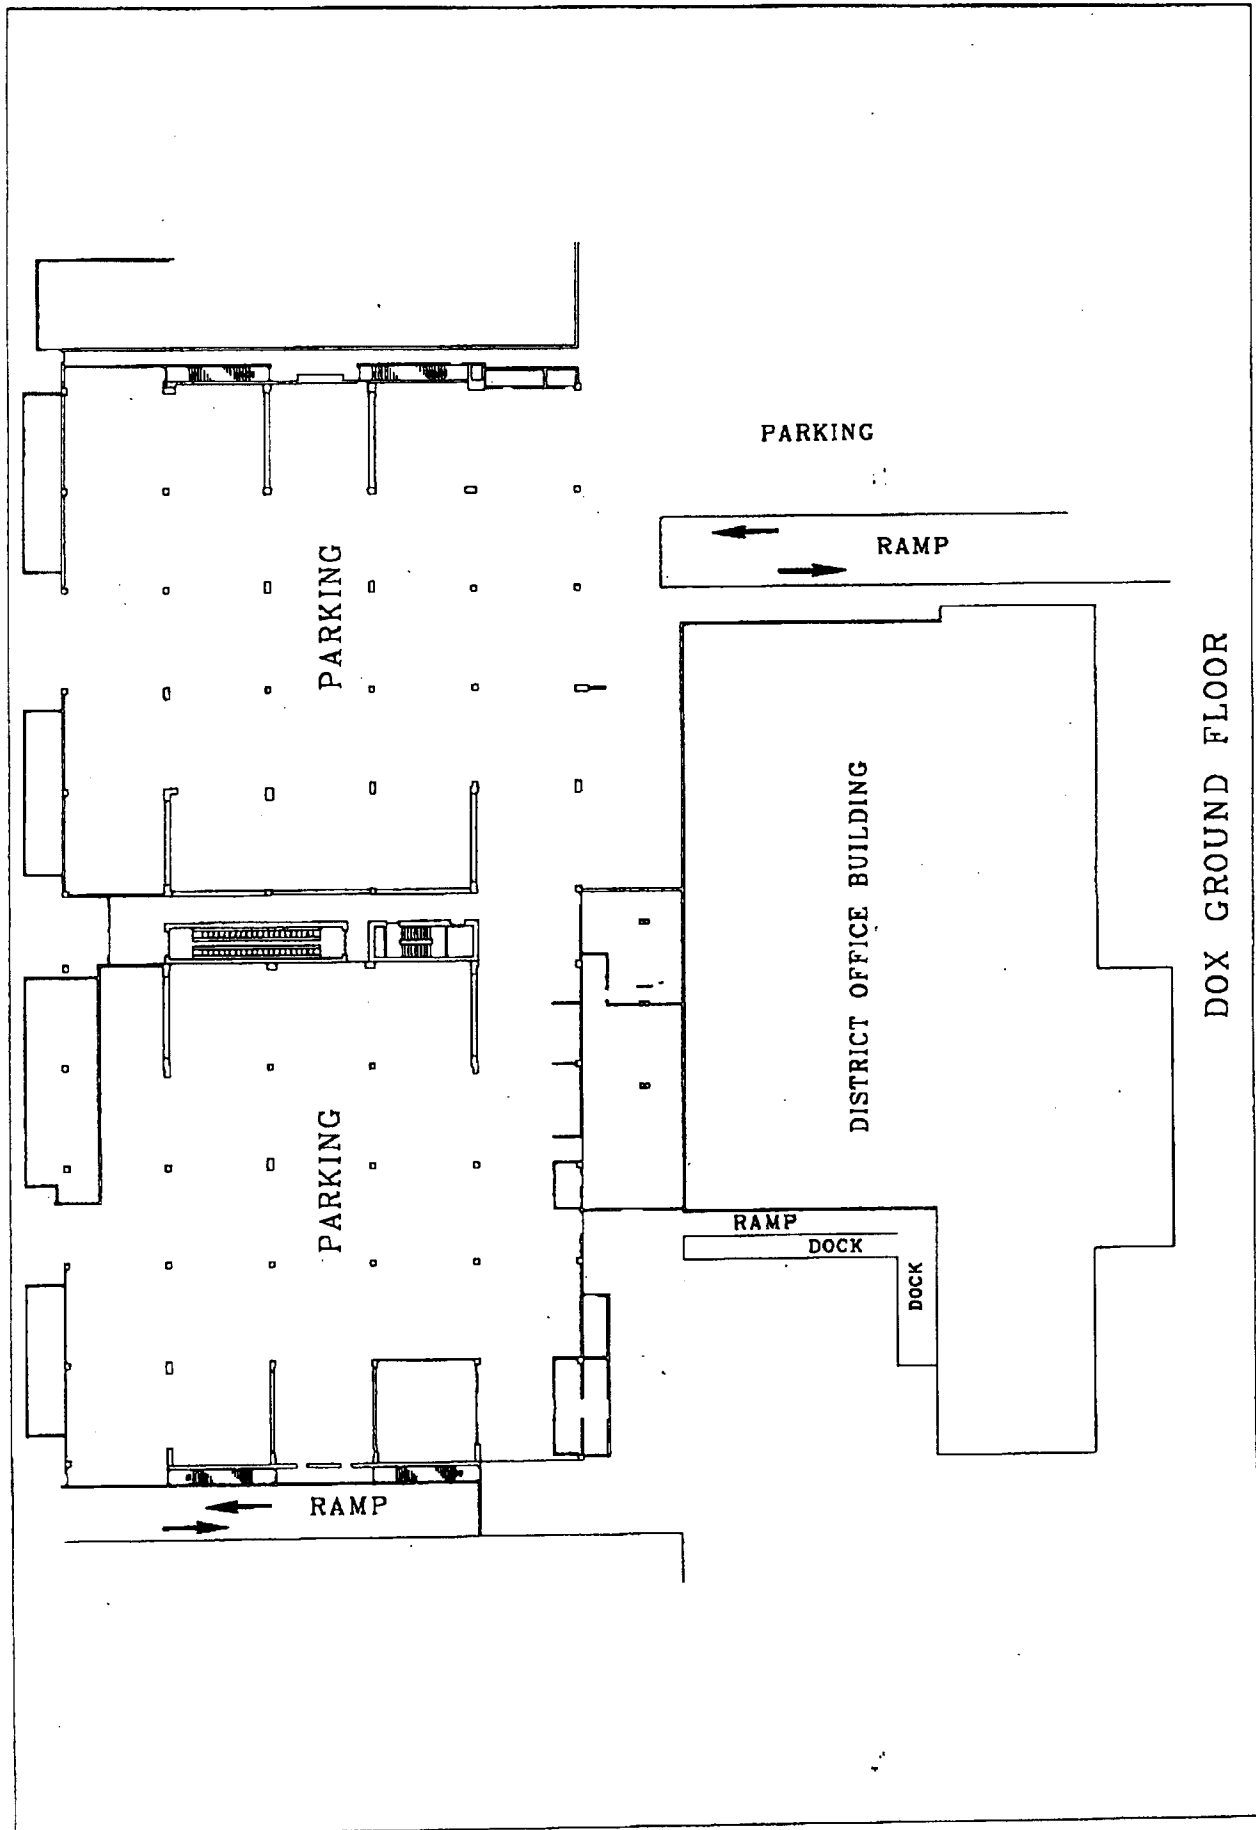 PARKING
RAMP
PARKING
PARKING
RAMP
DISTRICT OFFICE BUILDING
RAMP
DOCK
DOCK
DOX GROUND FLOOR